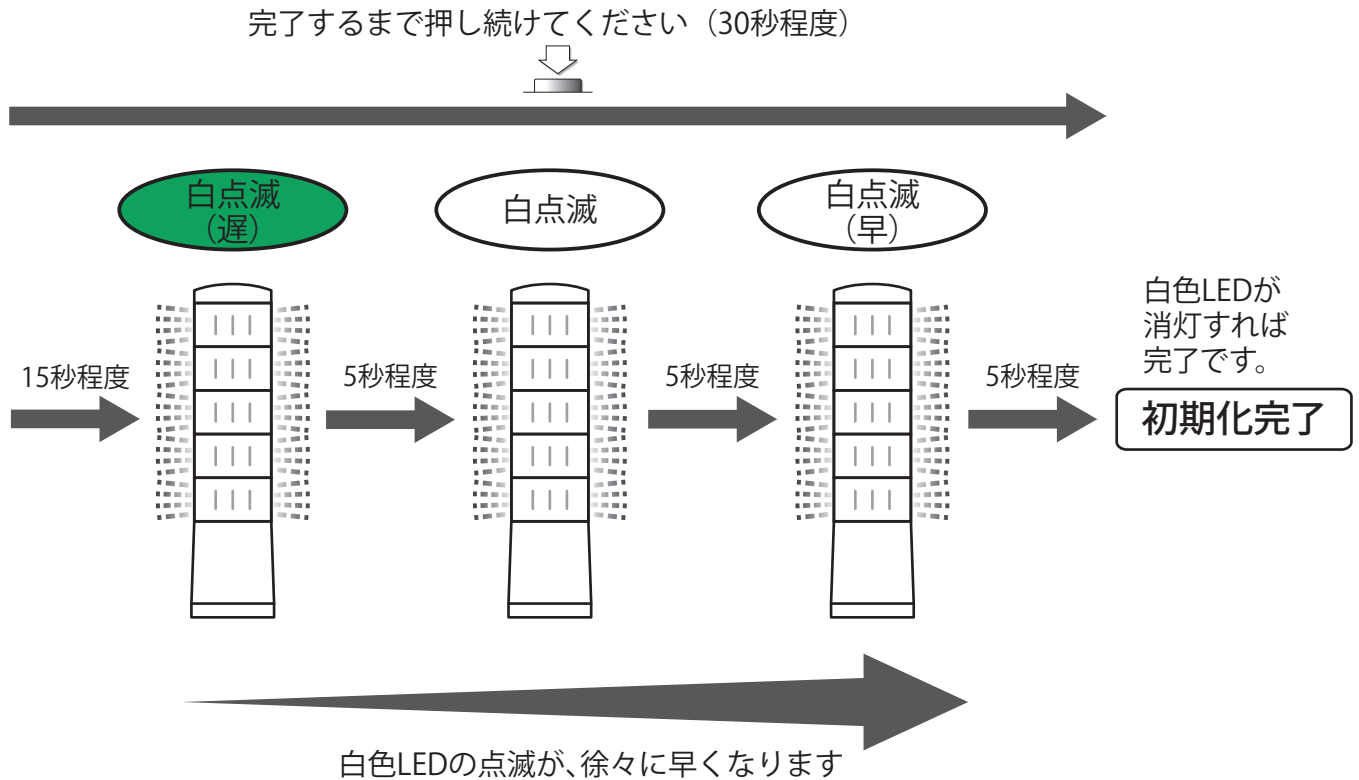 完了するまで押し続けてください（30秒程度）
白点滅
（遅）
白点滅
白点滅
（早）
15秒程度
5秒程度
5秒程度
5秒程度
白色LEDが
消灯すれば
完了です。
初期化完了
白色LEDの点滅が、徐々に早くなります